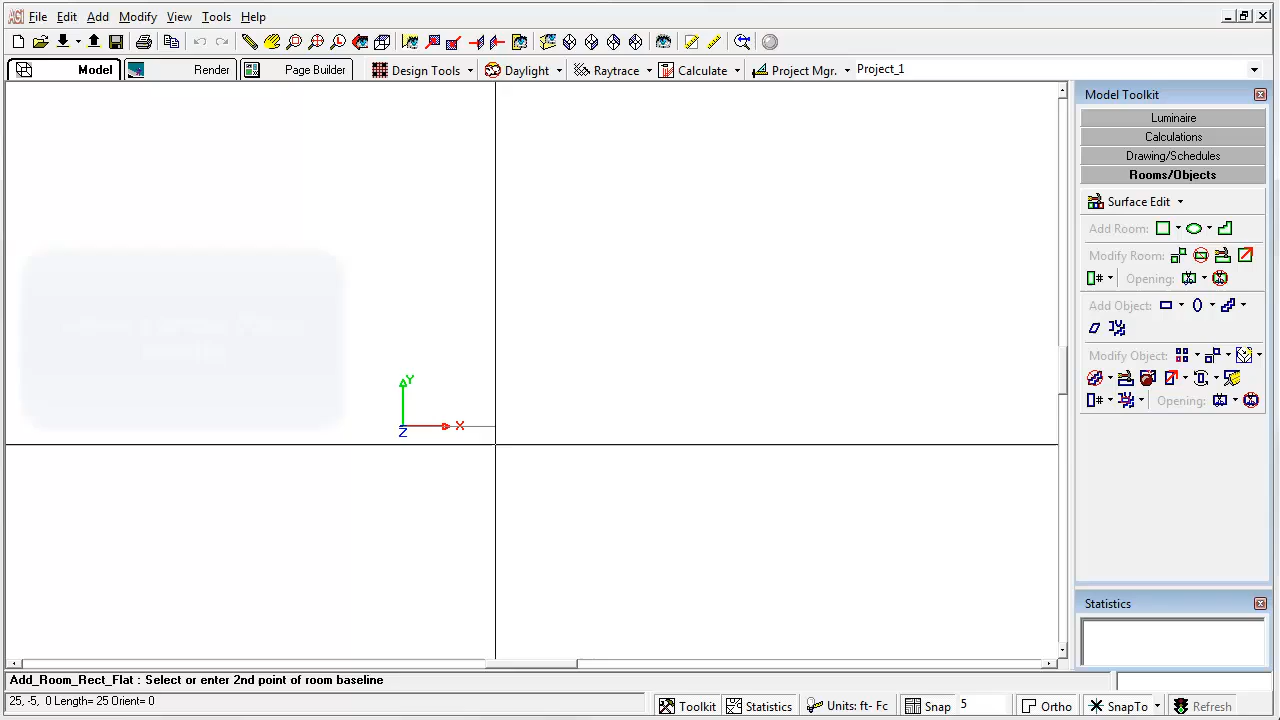 AGI File Edit Add Modify View Tools Help
Model Render Page Builder Design Tools Daylight Raytrace Calculate Project Mgr. Project_1
Model Toolkit
Luminaire
Calculations
Drawing/Schedules
Rooms/Objects
Surface Edit
Add Room:
Modify Room:
Opening:
Add Object:
Modify Object:
Opening:
Y
X
Z
Statistics
Add_Room_Rect_Flat : Select or enter 2nd point of room baseline
25, -5, 0 Length= 25 Orient= 0
Toolkit Statistics Units: ft- Fc Snap 5 Ortho SnapTo Refresh